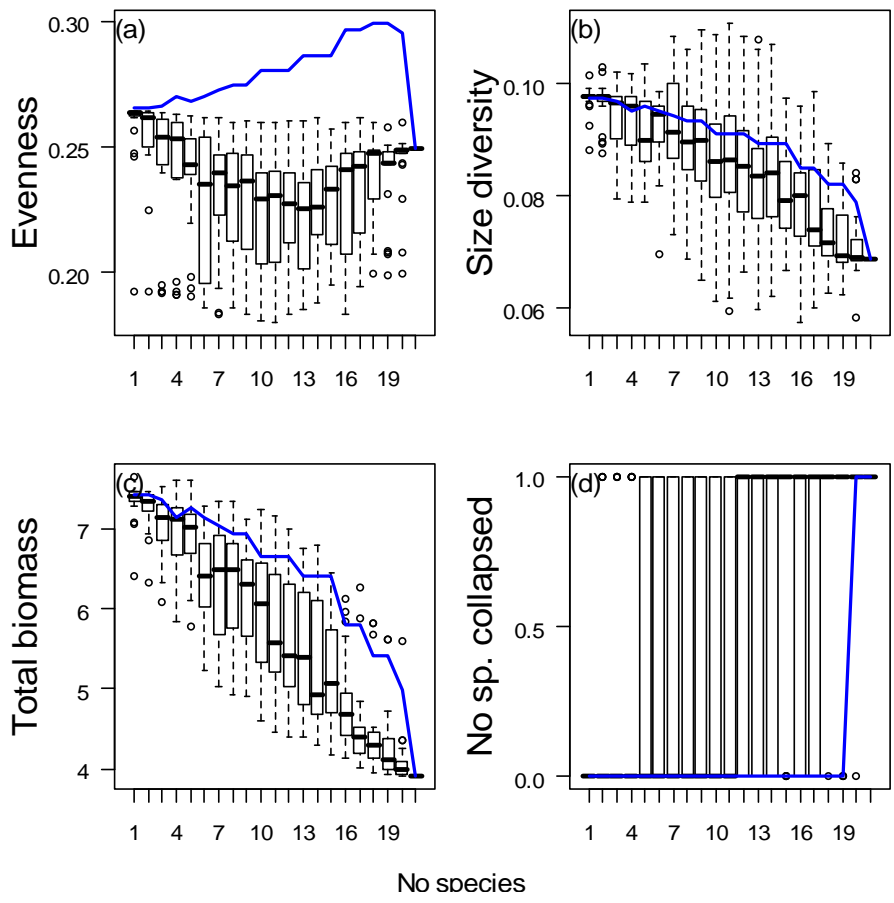 (a)
Evenness
0.30
0.25
0.20
1 4 7 10 13 16 19
(b)
Size diversity
0.10
0.08
0.06
1 4 7 10 13 16 19
(c)
Total biomass
7
6
5
4
1 4 7 10 13 16 19
(d)
No sp. collapsed
1.0
0.5
0.0
1 4 7 10 13 16 19
No species